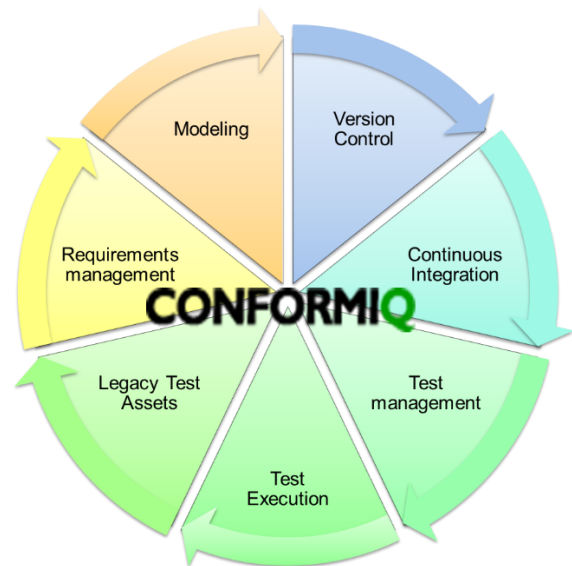 Modeling
Version
Control
Requirements
management
Continuous
Integration
CONFORMIQ
Legacy Test
Assets
Test
management
Test
Execution